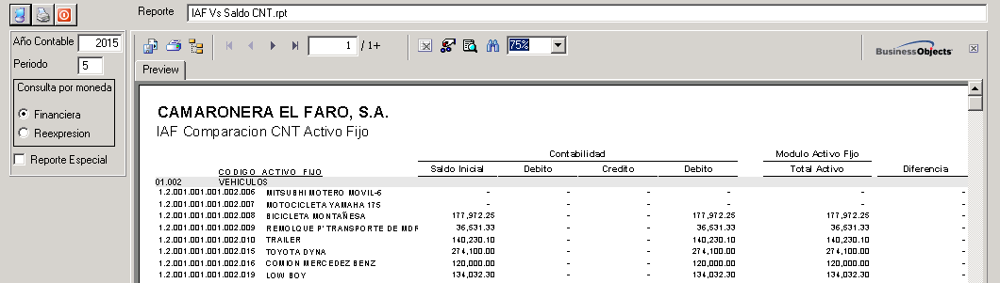 Reporte IAF Vs Saldo CNT.rpt
Año Contable 2015
Periodo 5
Consulta por moneda
Financiera
Reexpresion
Reporte Especial
1 / 1+ 75% BusinessObjects
Preview
CAMARONERA EL FARO, S.A.
IAF Comparacion CNT Activo Fijo
Contabilidad Modulo Activo FIjo
CODIGO ACTIVO FIJO Saldo Inicial Debito Credito Debito Total Activo Diferencia
01.002 VEHICULOS
1.2.001.001.001.002.006 MITSUBHI MOTERO MOVIL-6 - - - - - -
1.2.001.001.001.002.007 MOTOCICLETA YAMAHA 175 - - - - - -
1.2.001.001.001.002.008 BICICLETA MONTAÑESA 177,972.25 - - 177,972.25 177,972.25 -
1.2.001.001.001.002.009 REMOLQUE P' TRANSPORTE DE MDF 36,531.33 - - 36,531.33 36,531.33 -
1.2.001.001.001.002.010 TRAILER 140,230.10 - - 140,230.10 140,230.10 -
1.2.001.001.001.002.015 TOYOTA DYNA 274,100.00 - - 274,100.00 274,100.00 -
1.2.001.001.001.002.016 COMION MERCEDEZ BENZ 120,000.00 - - 120,000.00 120,000.00 -
1.2.001.001.001.002.019 LOW BOY 134,032.30 - - 134,032.30 134,032.30 -